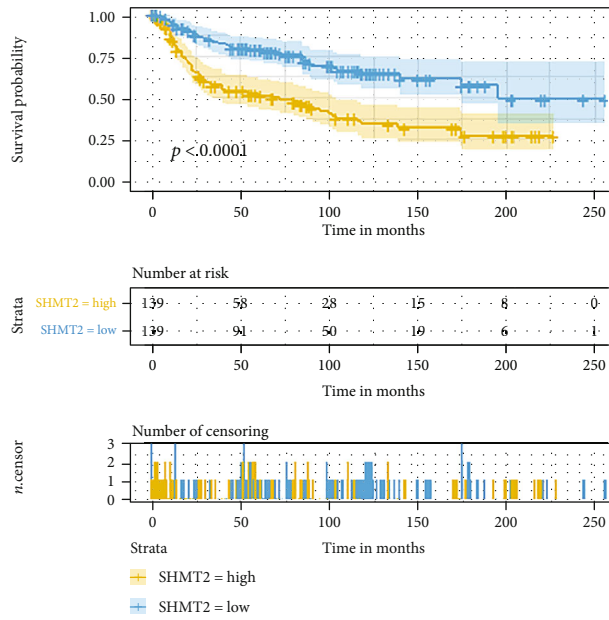 Survival probability
1.00
0.75
0.50
0.25
0.00
p < 0.0001
0 50 100 150 200 250
Time in months
Number at risk
Strata
SHMT2 = high 139 58 28 15 8 0
SHMT2 = low 139 91 50 19 6 1
0 50 100 150 200 250
Time in months
Number of censoring
n.censor
3
2
1
0
0 50 100 150 200 250
Strata Time in months
SHMT2 = high
SHMT2 = low